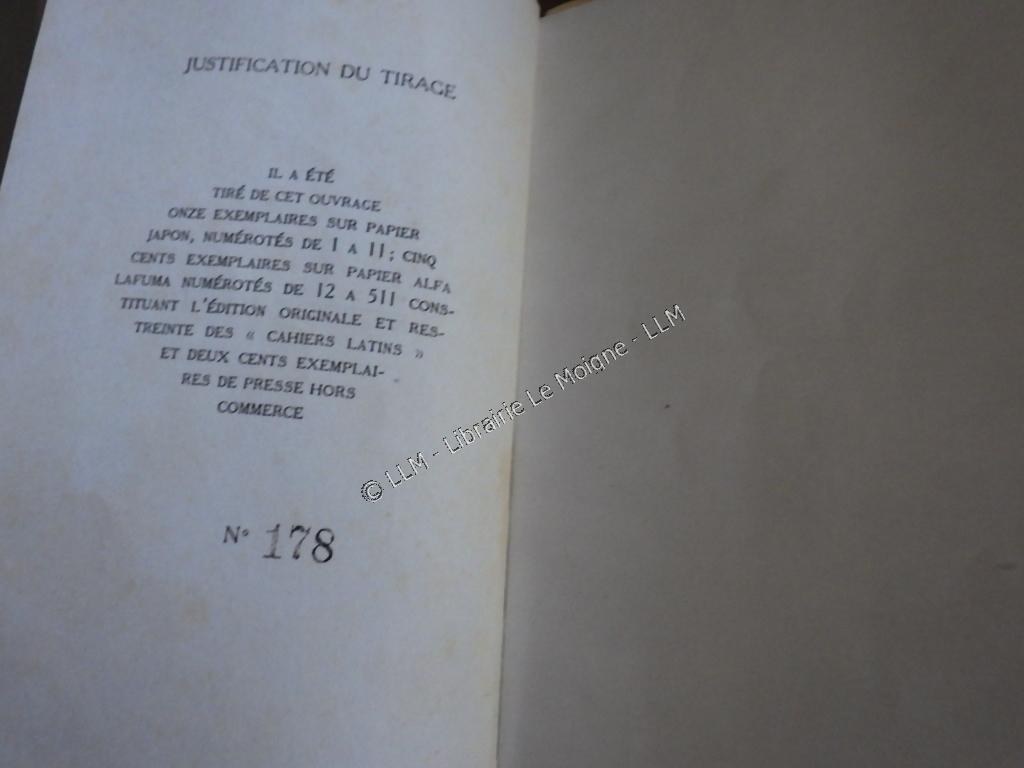 JUSTIFICATION DU TIRAGE
IL A ÉTÉ
TIRÉ DE CET OUVRAGE
ONZE EXEMPLAIRES SUR PAPIER
JAPON, NUMÉROTÉS DE 1 A 11; CINQ
CENTS EXEMPLAIRES SUR PAPIER ALFA
LAFUMA NUMÉROTÉS DE 12 A 511 CONS-
TITUANT L'ÉDITION ORIGINALE ET RES-
TREINTE DES « CAHIERS LATINS »
ET DEUX CENTS EXEMPLAI-
RES DE PRESSE HORS
COMMERCE
N° 178
© LLM - Librairie Le Moigne - LLM